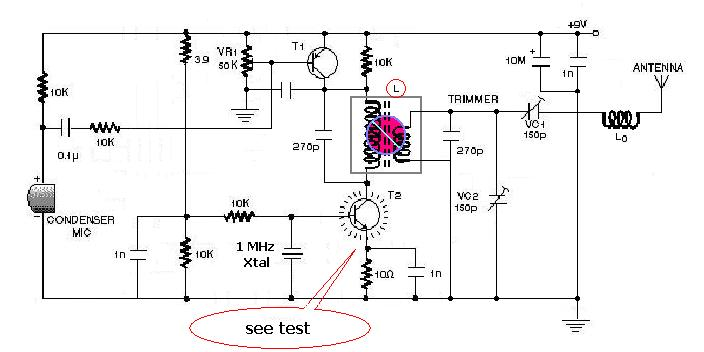 +9V
VR1
50K
T1
3.9
10K
10M
+
1n
ANTENNA
10K
L
TRIMMER
VC1
150p
L0
0.1µ
10K
270p
270p
+
CONDENSER
MIC
T2
VC2
150p
10K
1n
10K
1 MHz
Xtal
10Ω
1n
see test